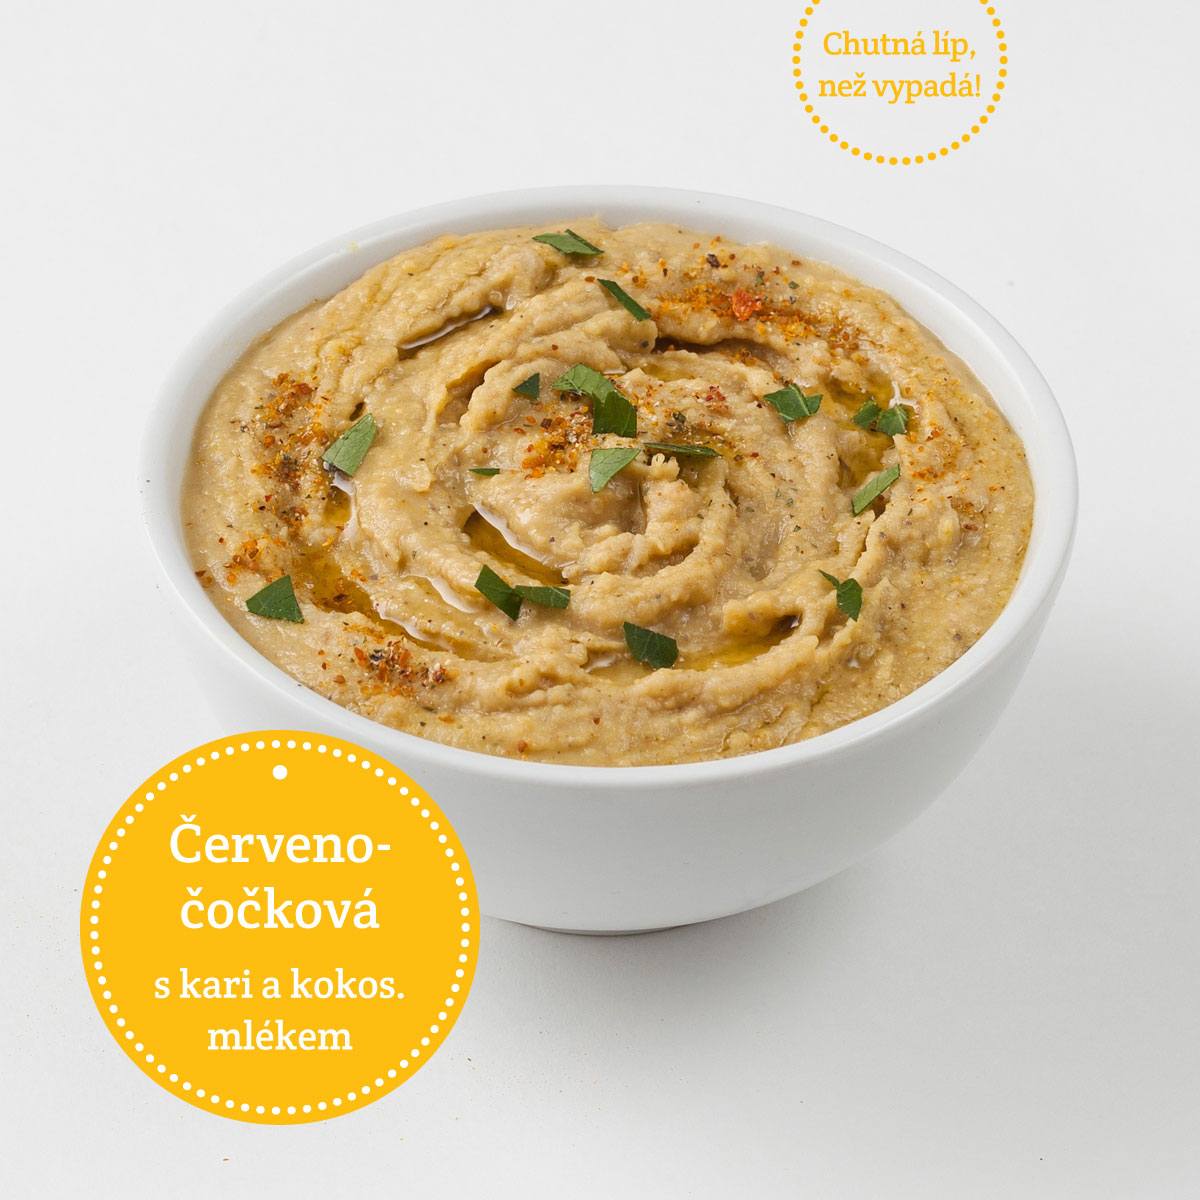 Chutná líp,
než vypadá!
Červeno-
čočková
s kari a kokos.
mlékem